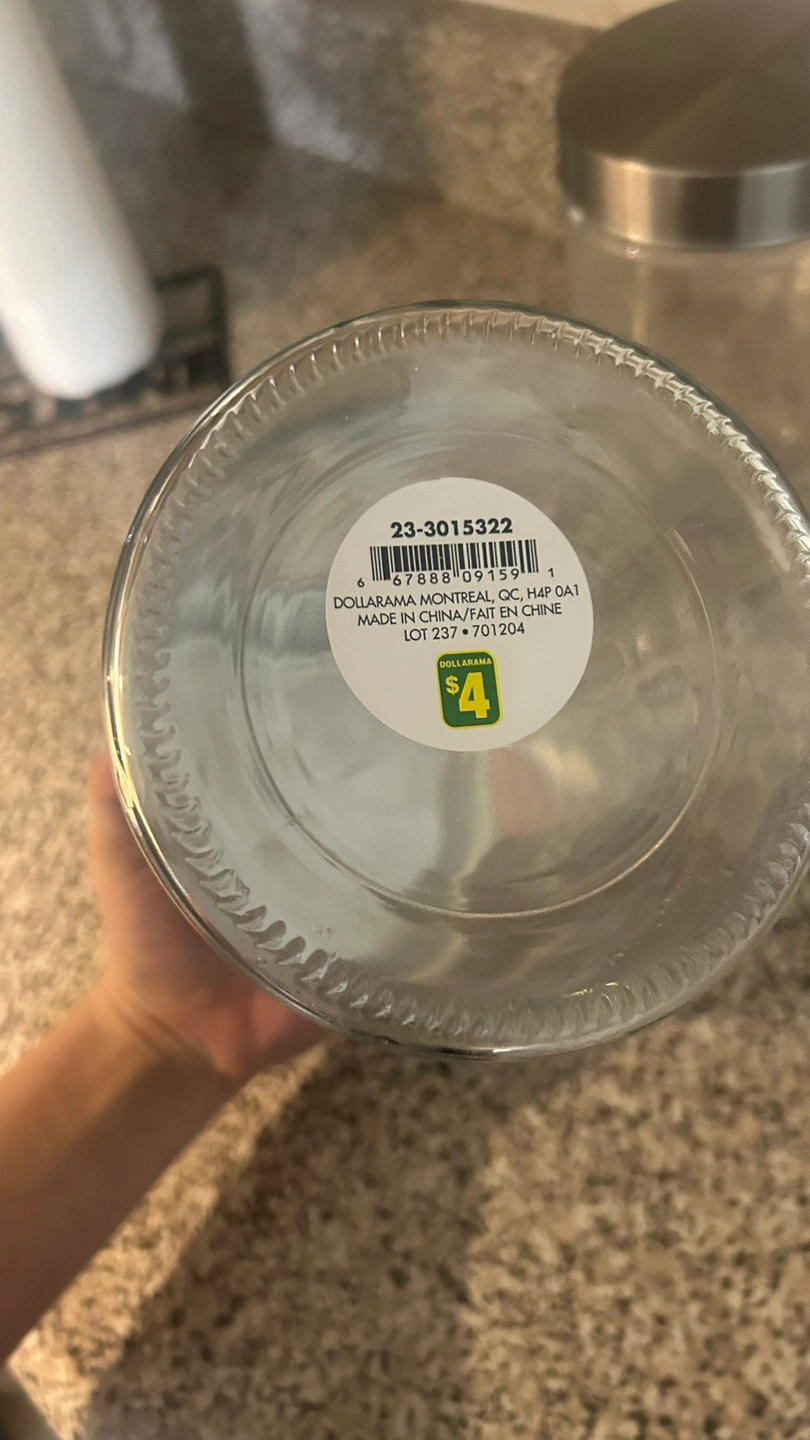 23-3015322
6 67888 09159 1
DOLLARAMA MONTREAL, QC, H4P 0A1
MADE IN CHINA/FAIT EN CHINE
LOT 237 • 701204
DOLLARAMA
$4